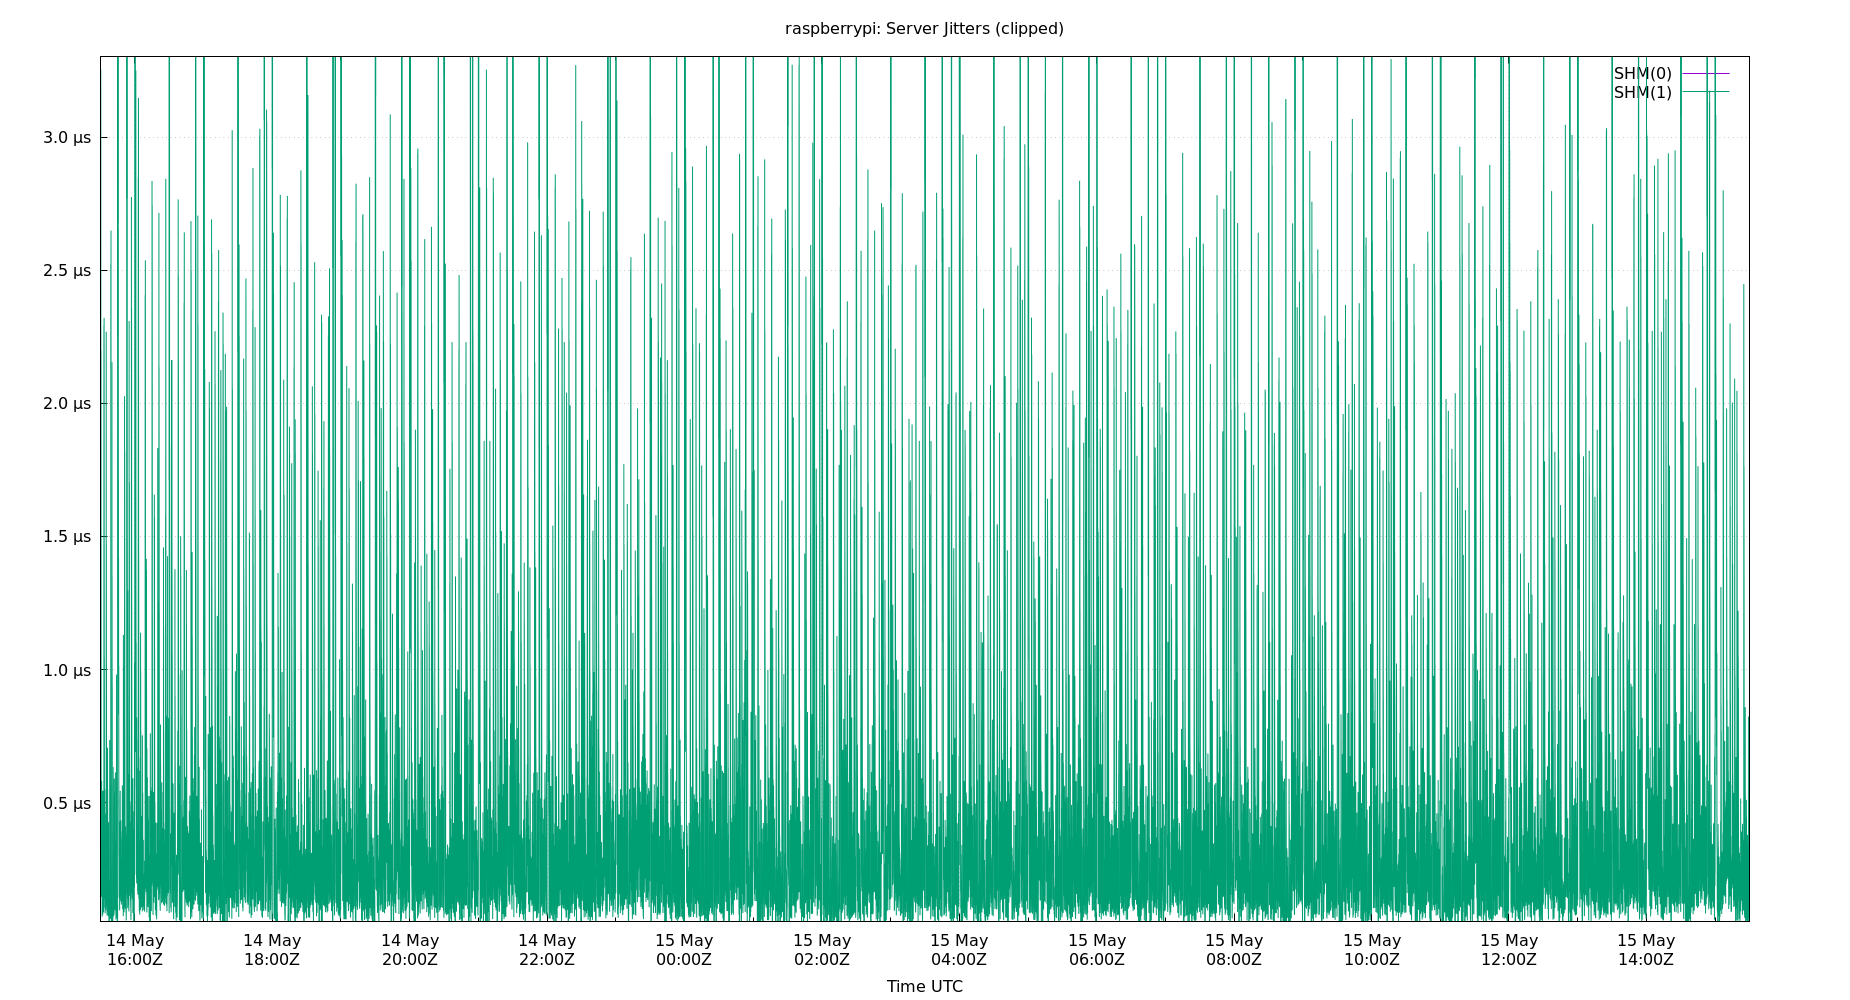 raspberrypi: Server Jitters (clipped)
SHM(0)
SHM(1)
3.0 µs
2.5 µs
2.0 µs
1.5 µs
1.0 µs
0.5 µs
14 May 14 May 14 May 14 May 15 May 15 May 15 May 15 May 15 May 15 May 15 May 15 May
16:00Z 18:00Z 20:00Z 22:00Z 00:00Z 02:00Z 04:00Z 06:00Z 08:00Z 10:00Z 12:00Z 14:00Z
Time UTC